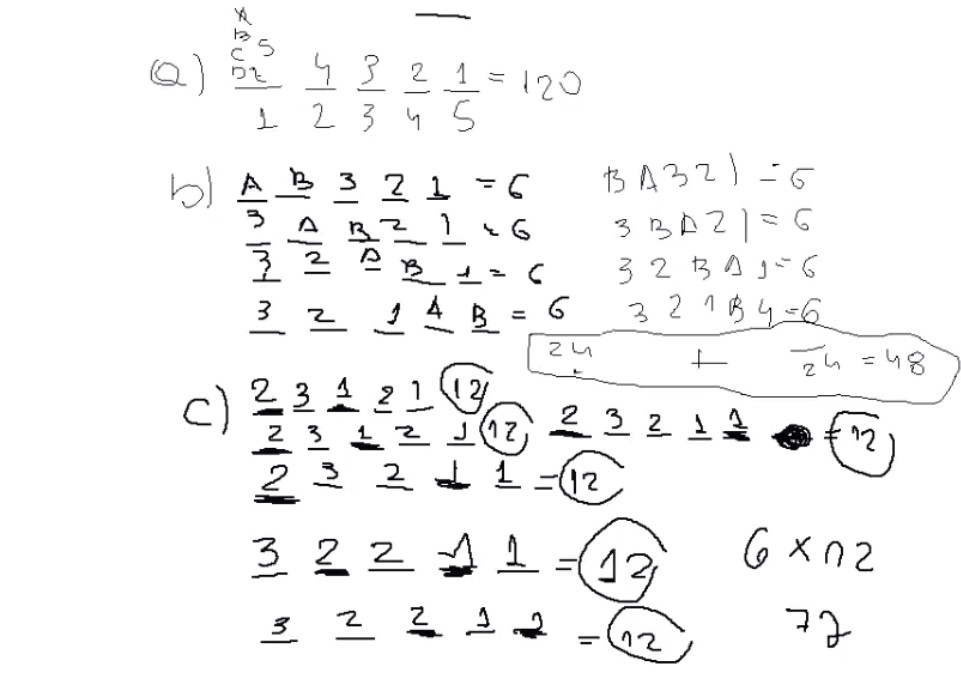 A
B
C 5
DE
a) 4 3 2 1 = 120
1 2 3 4 5
b) A B 3 2 1 = 6 B A 3 2 1 = 6
3 A B 2 1 = 6 3 B A 2 1 = 6
3 2 A B 1 = 6 3 2 B A 1 = 6
3 2 1 A B = 6 3 2 1 B A = 6
24 + 24 = 48
c) 2 3 1 2 1 12
2 3 1 2 1 12 2 3 2 1 1 = 12
2 3 2 1 1 = 12
3 2 2 1 1 = 12 6 x 12
3 2 2 1 1 = 12 72